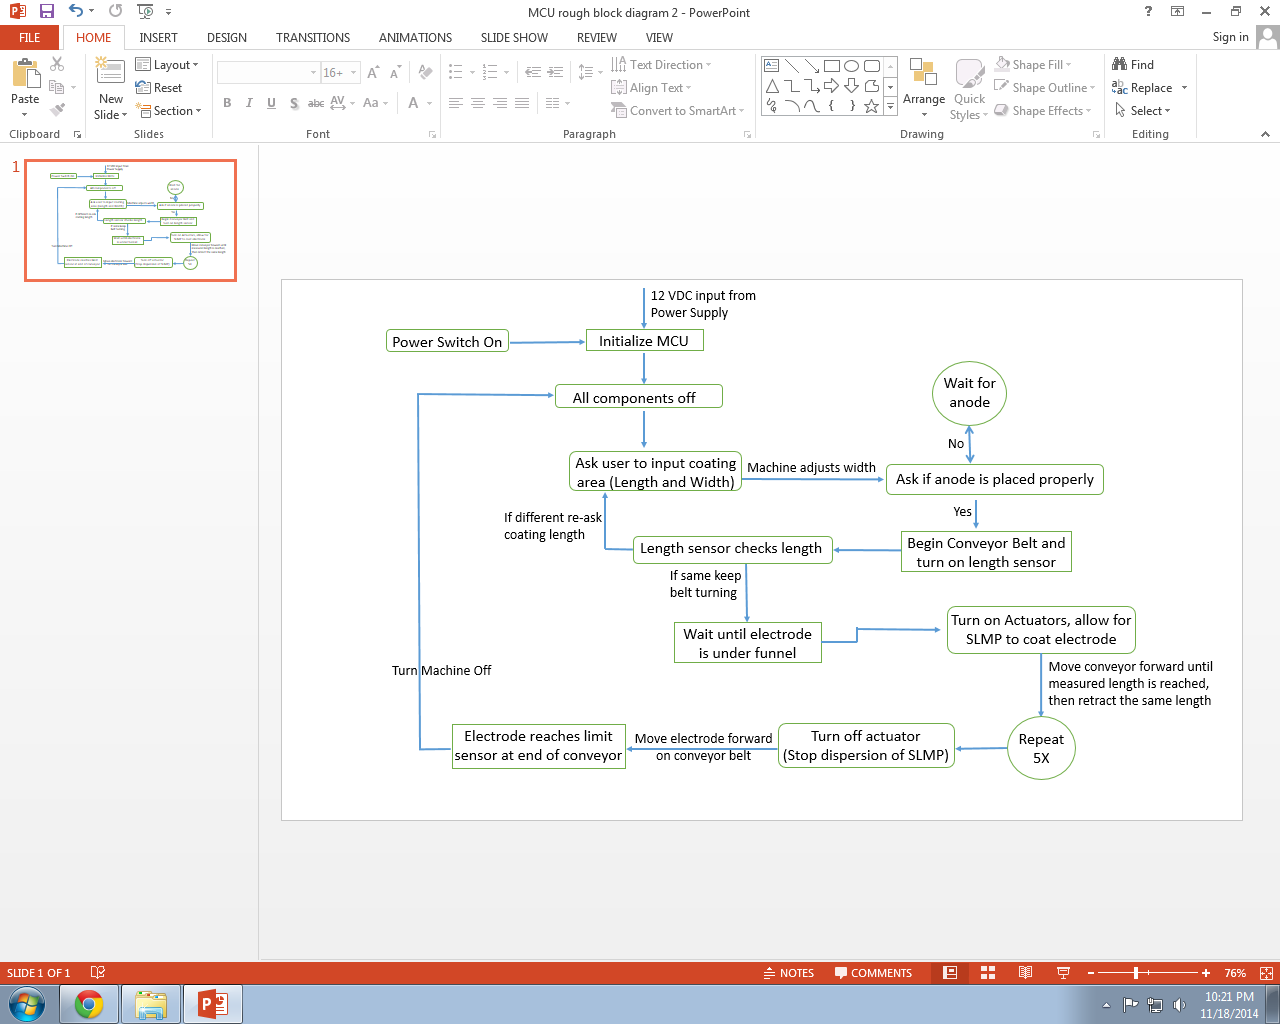 MCU rough block diagram 2 - PowerPoint
FILE
HOME
INSERT
DESIGN
TRANSITIONS
ANIMATIONS
SLIDE SHOW
REVIEW
VIEW
Sign in
Paste
New
Slide
Layout
Reset
Section
16+
B I U S abc AV Aa A
Text Direction
Align Text
Convert to SmartArt
Arrange
Quick
Styles
Shape Fill
Shape Outline
Shape Effects
Find
Replace
Select
Clipboard
Slides
Font
Paragraph
Drawing
Editing
1
12 VDC input from
Power Supply
Power Switch On
Initialize MCU
All components off
Wait for
anode
No
Ask user to input coating
area (Length and Width)
Machine adjusts width
Ask if anode is placed properly
Yes
If different re-ask
coating length
Length sensor checks length
Begin Conveyor Belt and
turn on length sensor
If same keep
belt turning
Wait until electrode
is under funnel
Turn on Actuators, allow for
SLMP to coat electrode
Turn Machine Off
Move conveyor forward until
measured length is reached,
then retract the same length
Electrode reaches limit
sensor at end of conveyor
Move electrode forward
on conveyor belt
Turn off actuator
(Stop dispersion of SLMP)
Repeat
5X
SLIDE 1 OF 1
NOTES
COMMENTS
76%
10:21 PM
11/18/2014